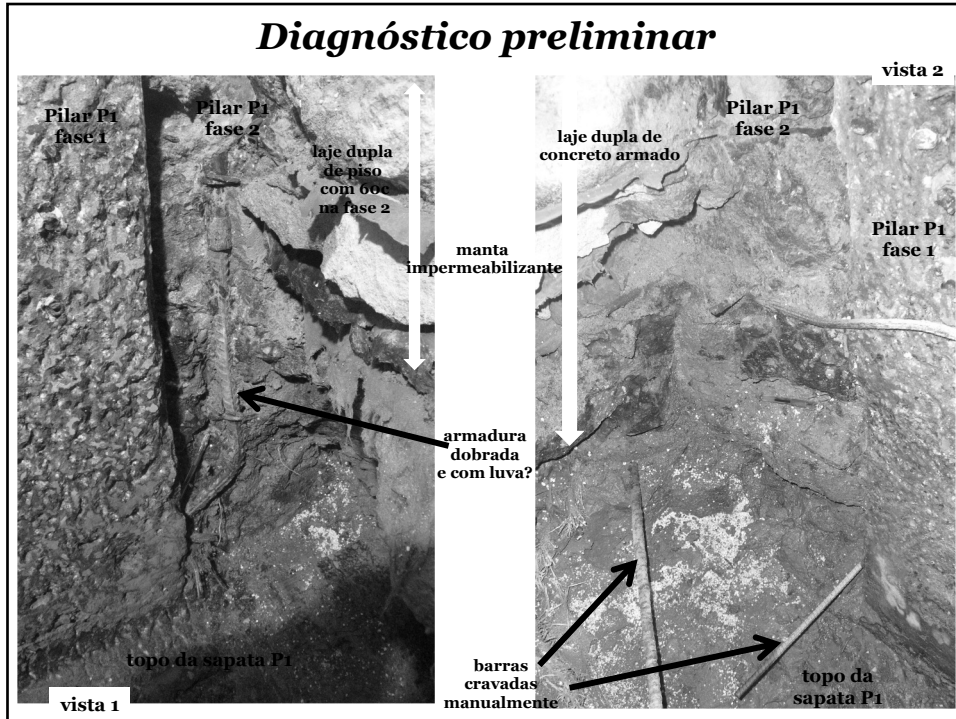 Diagnóstico preliminar
vista 2
Pilar P1
fase 1
Pilar P1
fase 2
laje dupla
de piso
com 60c
na fase 2
manta
impermeabilizante
armadura
dobrada
e com luva?
topo da sapata P1
vista 1
Pilar P1
fase 2
laje dupla de
concreto armado
Pilar P1
fase 1
barras
cravadas
manualmente
topo da
sapata P1